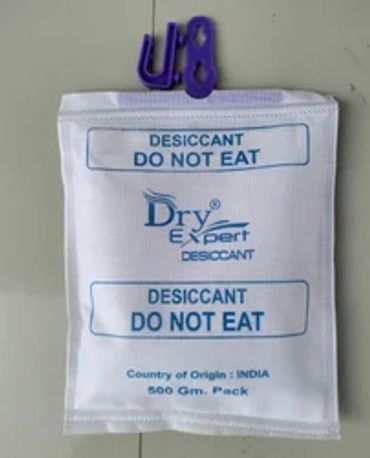 DESICCANT
DO NOT EAT
Dry®
Expert
DESICCANT
DESICCANT
DO NOT EAT
Country of Origin : INDIA
500 Gm. Pack